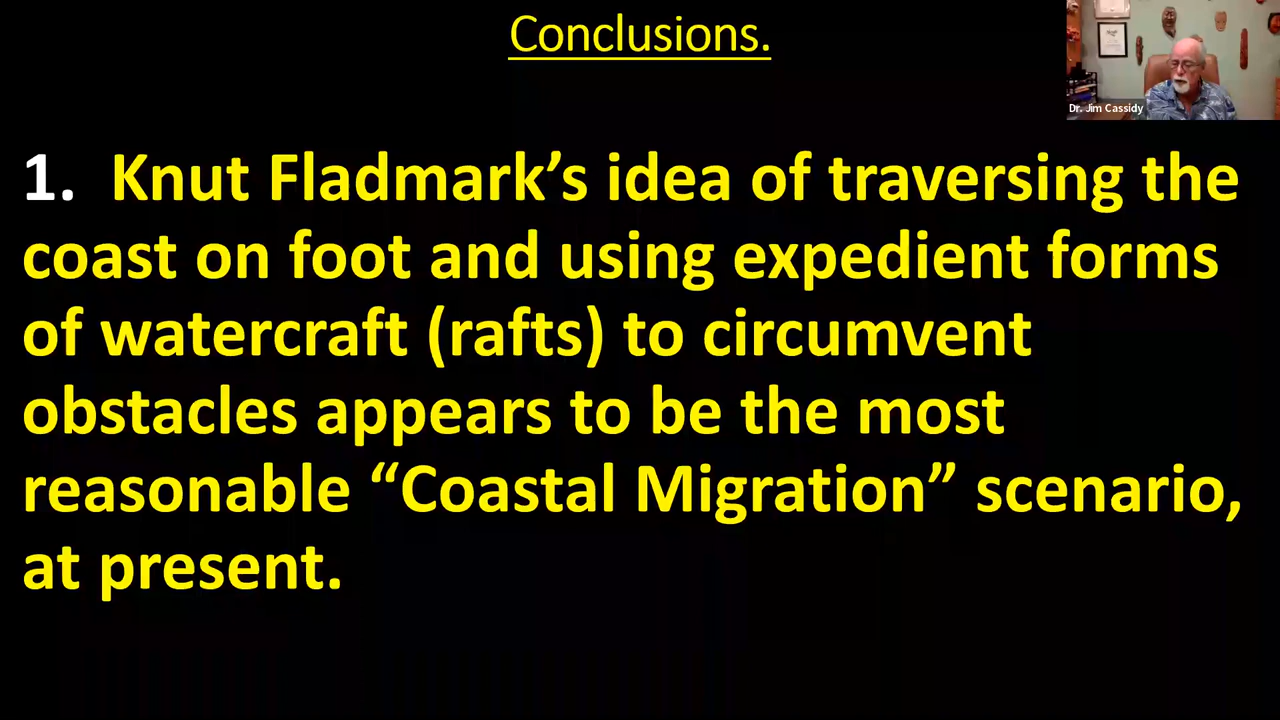 Conclusions.
Dr. Jim Cassidy
1. Knut Fladmark’s idea of traversing the
coast on foot and using expedient forms
of watercraft (rafts) to circumvent
obstacles appears to be the most
reasonable “Coastal Migration” scenario,
at present.